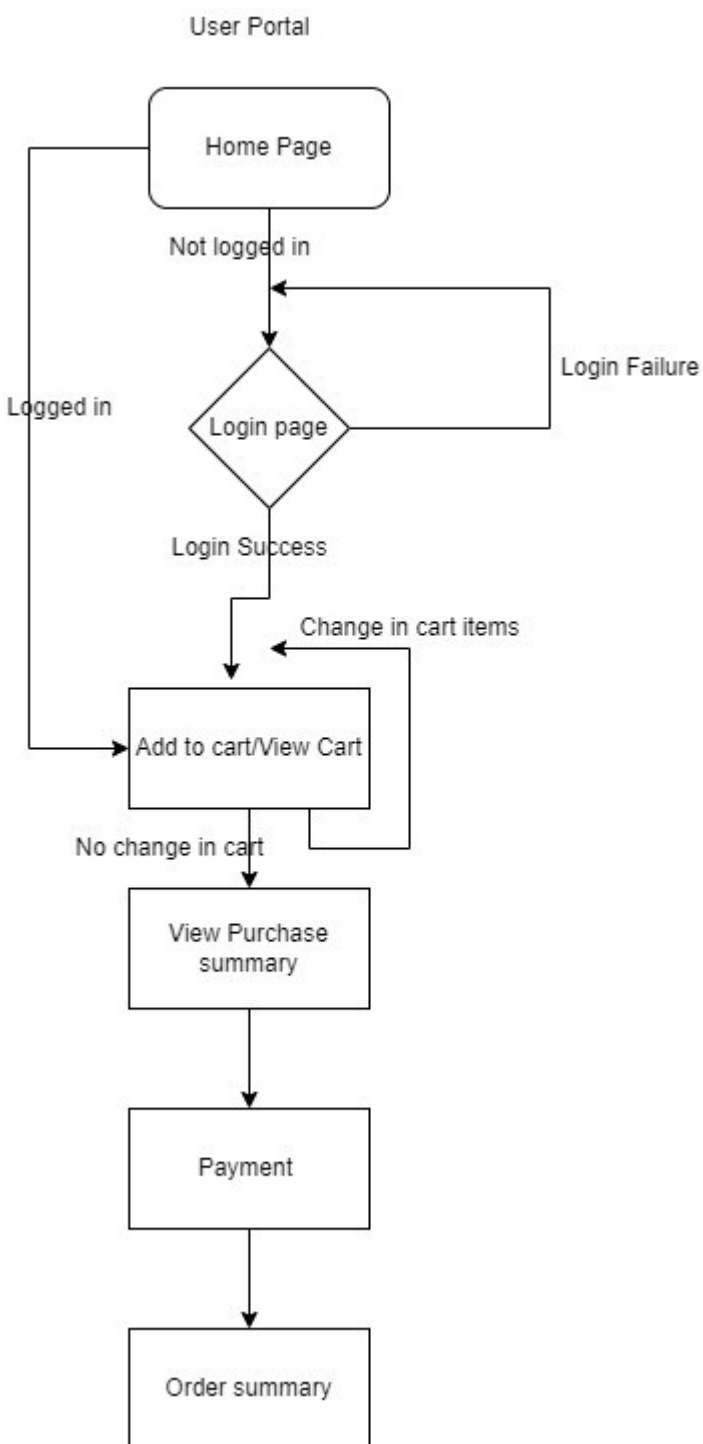 User Portal
Home Page
Not logged in
Login Failure
Logged in
Login page
Login Success
Change in cart items
Add to cart/View Cart
No change in cart
View Purchase
summary
Payment
Order summary